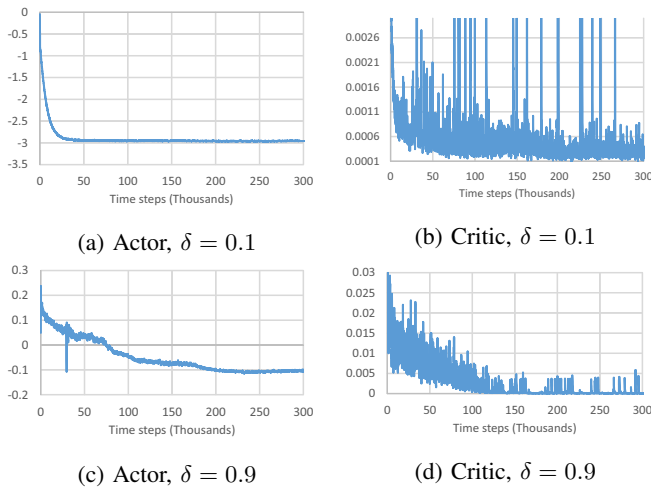 0
-0.5
-1
-1.5
-2
-2.5
-3
-3.5
0 50 100 150 200 250 300
Time steps (Thousands)
(a) Actor, δ = 0.1
0.0026
0.0021
0.0016
0.0011
0.0006
0.0001
0 50 100 150 200 250 300
Time steps (Thousands)
(b) Critic, δ = 0.1
0.3
0.2
0.1
0
-0.1
-0.2
0 50 100 150 200 250 300
Time steps (Thousands)
(c) Actor, δ = 0.9
0.03
0.025
0.02
0.015
0.01
0.005
0
0 50 100 150 200 250 300
Time steps (Thousands)
(d) Critic, δ = 0.9